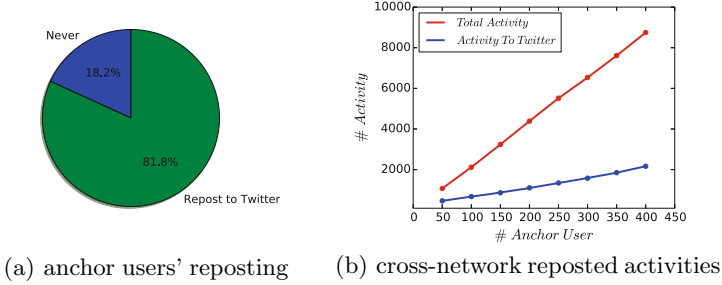 Never
18.2%
81.8%
Repost to Twitter
(a) anchor users' reposting
10000
8000
6000
4000
2000
# Activity
Total Activity
Activity To Twitter
0 50 100 150 200 250 300 350 400 450
# Anchor User
(b) cross-network reposted activities